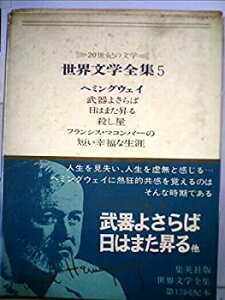 20世紀の文学
世界文学全集5
ヘミングウェイ
武器よさらば
日はまた昇る
殺し屋
フランシス・マコンバーの
短い幸福な生涯
人生を見失い、人生を虚無と感じる…
ヘミングウェイに熱狂的共感を覚えるのは
そんな時期である
武器よさらば
日はまた昇る他
集英社版
世界文学全集
第13回配本